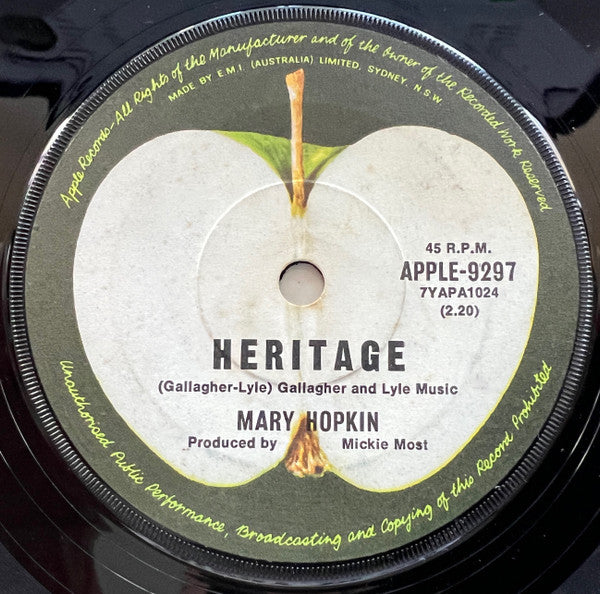 Apple Records-All Rights of the Manufacturer and of the Owner of the Recorded Work Reserved
MADE BY E.M.I. (AUSTRALIA) LIMITED, SYDNEY, N.S.W.
45 R.P.M.
APPLE-9297
7YAPA1024
(2.20)
HERITAGE
(Gallagher-Lyle) Gallagher and Lyle Music
MARY HOPKIN
Produced by Mickie Most
Unauthorised Public Performance, Broadcasting and Copying of this Record Prohibited